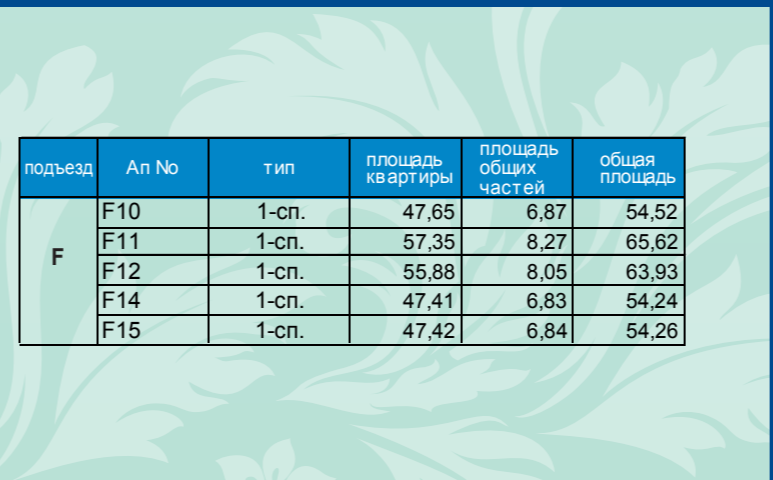 подъезд Ап No тип площадь квартиры площадь общих частей общая площадь
F
F10 1-сп. 47,65 6,87 54,52
F11 1-сп. 57,35 8,27 65,62
F12 1-сп. 55,88 8,05 63,93
F14 1-сп. 47,41 6,83 54,24
F15 1-сп. 47,42 6,84 54,26